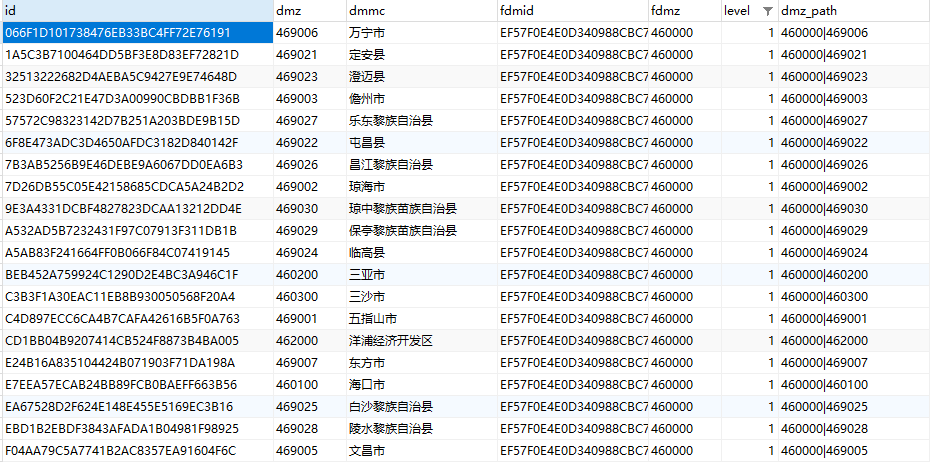 id dmz dmmc fdmid fdmz level dmz_path
066F1D101738476EB33BC4FF72E76191 469006 万宁市 EF57F0E4E0D340988CBC7 460000 1 460000|469006
1A5C3B7100464DD5BF3E8D83EF72821D 469021 定安县 EF57F0E4E0D340988CBC7 460000 1 460000|469021
32513222682D4AEBA5C9427E9E74648D 469023 澄迈县 EF57F0E4E0D340988CBC7 460000 1 460000|469023
523D60F2C21E47D3A00990CBDBB1F36B 469003 儋州市 EF57F0E4E0D340988CBC7 460000 1 460000|469003
57572C98323142D7B251A203BDE9B15D 469027 乐东黎族自治县 EF57F0E4E0D340988CBC7 460000 1 460000|469027
6F8E473ADC3D4650AFDC3182D840142F 469022 屯昌县 EF57F0E4E0D340988CBC7 460000 1 460000|469022
7B3AB5256B9E46DEBE9A6067DD0EA6B3 469026 昌江黎族自治县 EF57F0E4E0D340988CBC7 460000 1 460000|469026
7D26DB55C05E42158685CDCA5A24B2D2 469002 琼海市 EF57F0E4E0D340988CBC7 460000 1 460000|469002
9E3A4331DCBF4827823DCAA13212DD4E 469030 琼中黎族苗族自治县 EF57F0E4E0D340988CBC7 460000 1 460000|469030
A532AD5B7232431F97C07913F311DB1B 469029 保亭黎族苗族自治县 EF57F0E4E0D340988CBC7 460000 1 460000|469029
A5AB83F241664FF0B066F84C07419145 469024 临高县 EF57F0E4E0D340988CBC7 460000 1 460000|469024
BEB452A759924C1290D2E4BC3A946C1F 460200 三亚市 EF57F0E4E0D340988CBC7 460000 1 460000|460200
C3B3F1A30EAC11EB8B930050568F20A4 460300 三沙市 EF57F0E4E0D340988CBC7 460000 1 460000|460300
C4D897ECC6CA4B7CAFA42616B5F0A763 469001 五指山市 EF57F0E4E0D340988CBC7 460000 1 460000|469001
CD1BB04B9207414CB524F8873B4BA005 462000 洋浦经济开发区 EF57F0E4E0D340988CBC7 460000 1 460000|462000
E24B16A835104424B071903F71DA198A 469007 东方市 EF57F0E4E0D340988CBC7 460000 1 460000|469007
E7EEA57ECAB24BB89FCB0BAEFF663B56 460100 海口市 EF57F0E4E0D340988CBC7 460000 1 460000|460100
EA67528D2F624E148E455E5169EC3B16 469025 白沙黎族自治县 EF57F0E4E0D340988CBC7 460000 1 460000|469025
EBD1B2EBDF3843AFADA1B04981F98925 469028 陵水黎族自治县 EF57F0E4E0D340988CBC7 460000 1 460000|469028
F04AA79C5A7741B2AC8357EA91604F6C 469005 文昌市 EF57F0E4E0D340988CBC7 460000 1 460000|469005